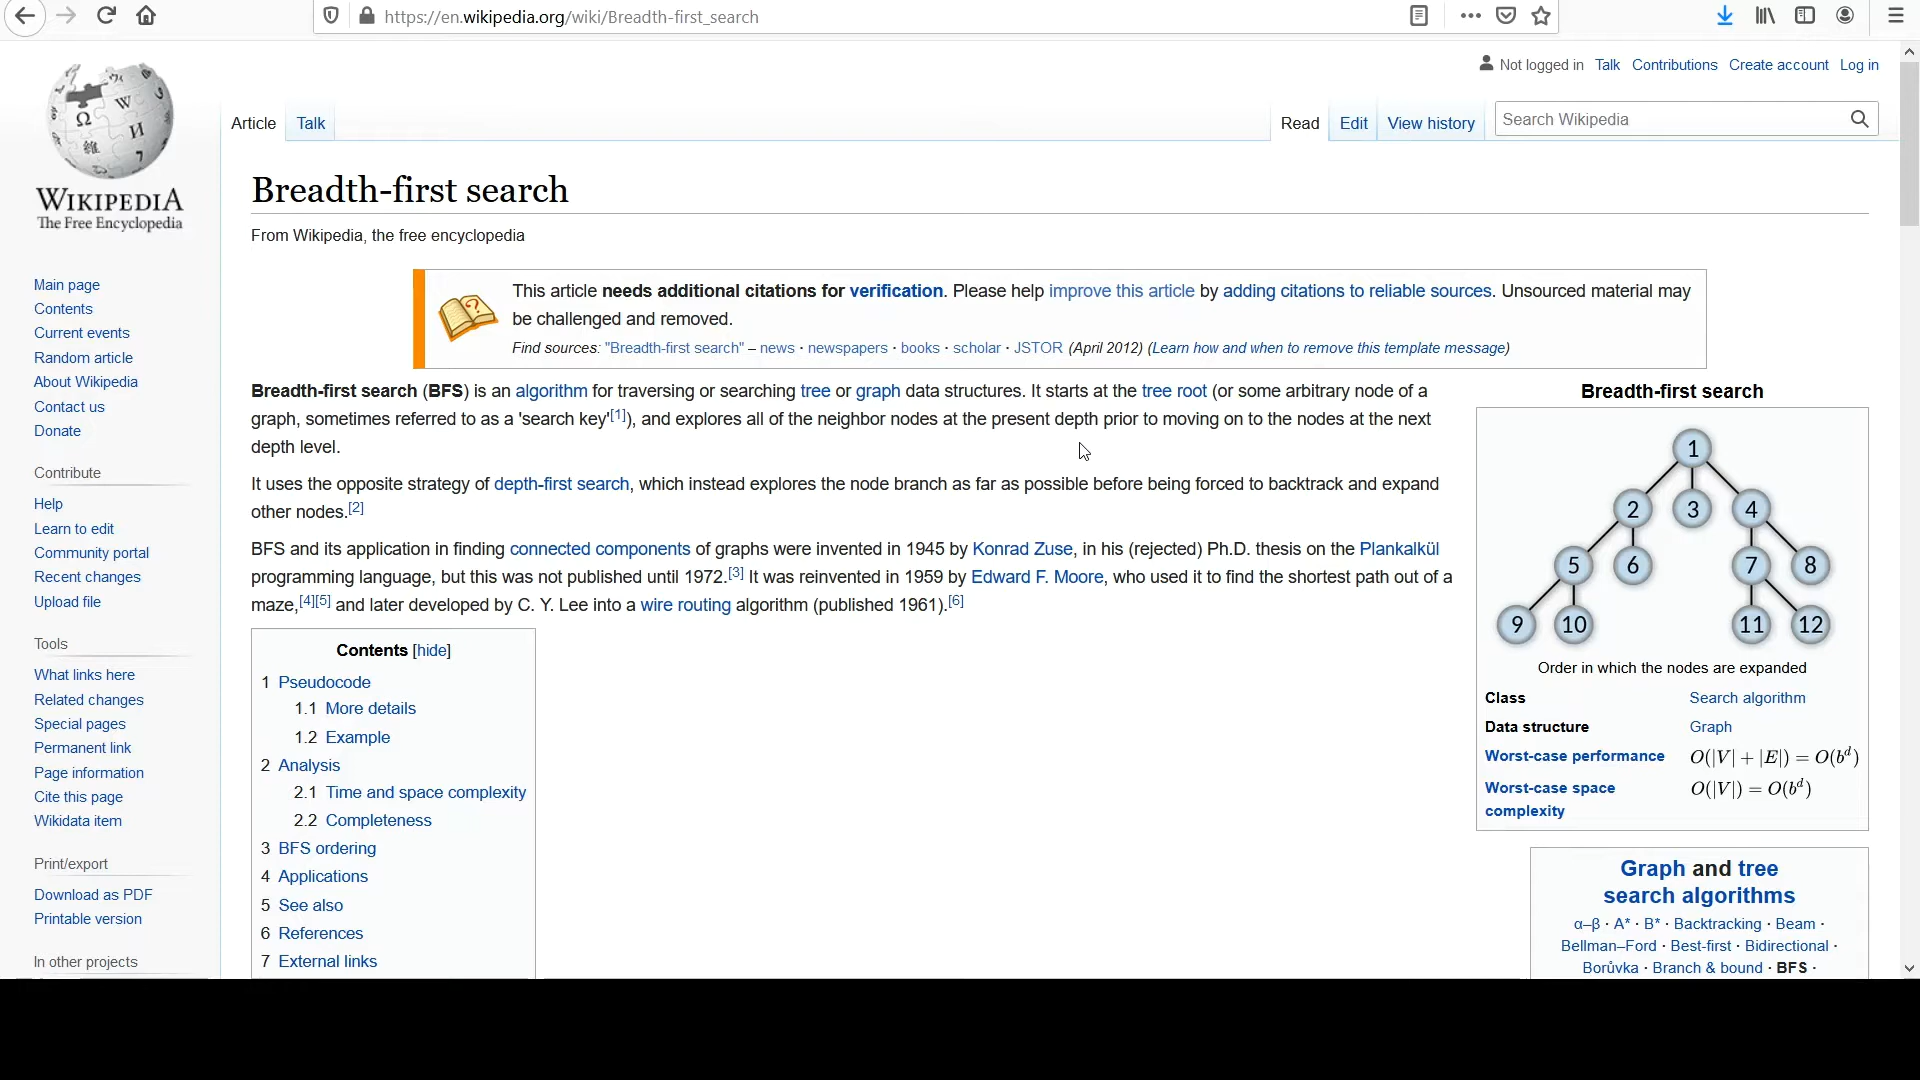 https://en.wikipedia.org/wiki/Breadth-first_search
Not logged in Talk Contributions Create account Log in
Article Talk Read Edit View history Search Wikipedia
WIKIPEDIA
The Free Encyclopedia
Main page
Contents
Current events
Random article
About Wikipedia
Contact us
Donate
Contribute
Help
Learn to edit
Community portal
Recent changes
Upload file
Tools
What links here
Related changes
Special pages
Permanent link
Page information
Cite this page
Wikidata item
Print/export
Download as PDF
Printable version
In other projects
Breadth-first search
From Wikipedia, the free encyclopedia
This article needs additional citations for verification. Please help improve this article by adding citations to reliable sources. Unsourced material may
be challenged and removed.
Find sources: "Breadth-first search" – news · newspapers · books · scholar · JSTOR (April 2012) (Learn how and when to remove this template message)
Breadth-first search (BFS) is an algorithm for traversing or searching tree or graph data structures. It starts at the tree root (or some arbitrary node of a
graph, sometimes referred to as a 'search key'[1]), and explores all of the neighbor nodes at the present depth prior to moving on to the nodes at the next
depth level.
It uses the opposite strategy of depth-first search, which instead explores the node branch as far as possible before being forced to backtrack and expand
other nodes.[2]
BFS and its application in finding connected components of graphs were invented in 1945 by Konrad Zuse, in his (rejected) Ph.D. thesis on the Plankalkül
programming language, but this was not published until 1972.[3] It was reinvented in 1959 by Edward F. Moore, who used it to find the shortest path out of a
maze,[4][5] and later developed by C. Y. Lee into a wire routing algorithm (published 1961).[6]
Contents [hide]
1 Pseudocode
1.1 More details
1.2 Example
2 Analysis
2.1 Time and space complexity
2.2 Completeness
3 BFS ordering
4 Applications
5 See also
6 References
7 External links
Breadth-first search
1
2 3 4
5 6 7 8
9 10 11 12
Order in which the nodes are expanded
Class Search algorithm
Data structure Graph
Worst-case performance O(|V| + |E|) = O(b^d)
Worst-case space O(|V|) = O(b^d)
complexity
Graph and tree
search algorithms
α–β · A* · B* · Backtracking · Beam ·
Bellman–Ford · Best-first · Bidirectional ·
Borůvka · Branch & bound · BFS ·